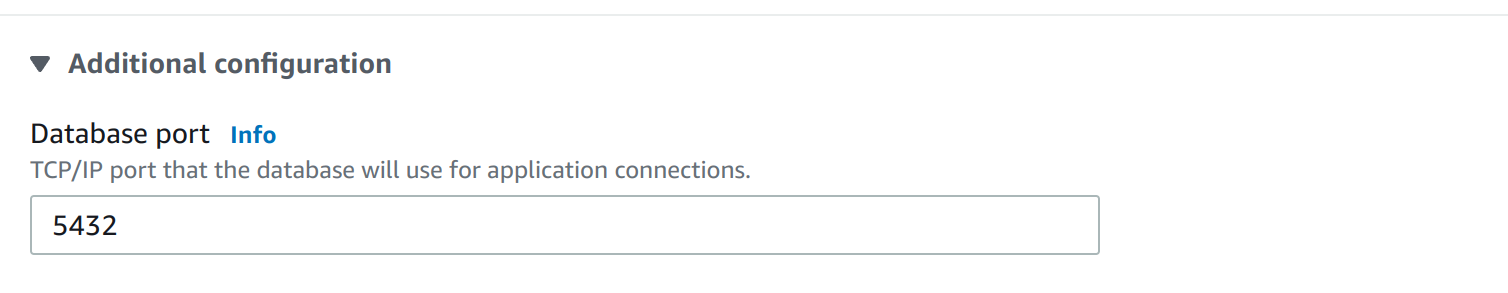 Additional configuration
Database port Info
TCP/IP port that the database will use for application connections.
5432